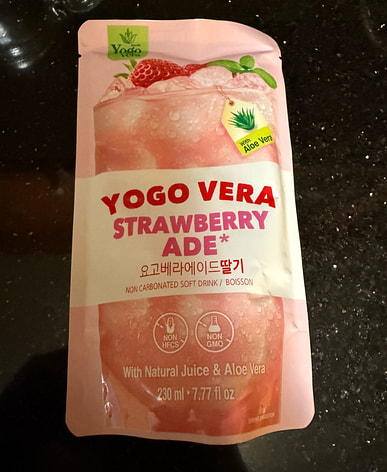 Yogo
VERA
with
Aloe Vera
YOGO VERA
STRAWBERRY
ADE*
요고베라에이드딸기
NON CARBONATED SOFT DRINK / BOISSON
NON
HFCS
NON
GMO
With Natural Juice & Aloe Vera
230 ml • 7.77 fl oz